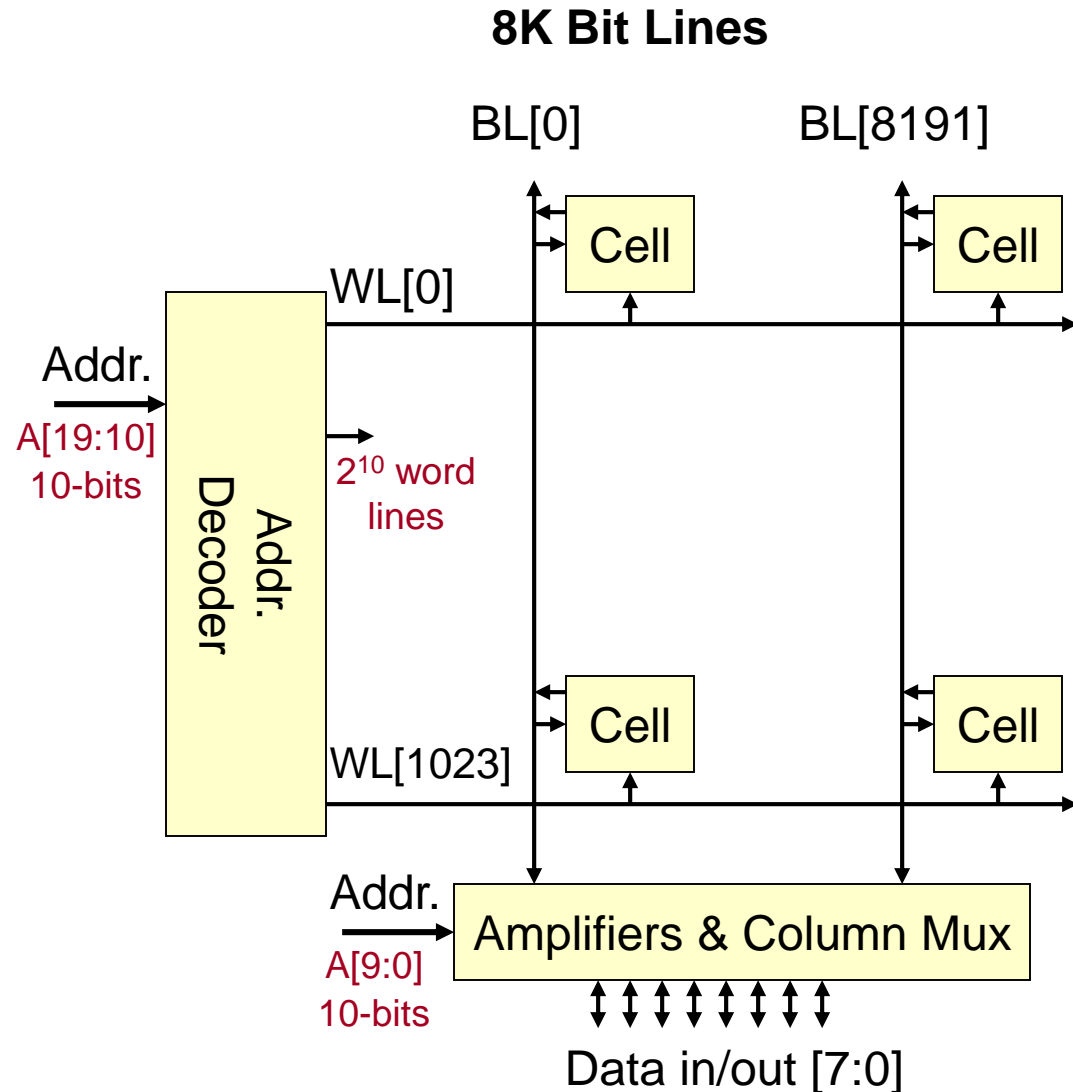 8K Bit Lines
BL[0]
BL[8191]
Cell
Cell
WL[0]
Addr.
A[19:10]
10-bits
2¹⁰ word
lines
Addr.
Decoder
Cell
Cell
WL[1023]
Addr.
A[9:0]
10-bits
Amplifiers & Column Mux
Data in/out [7:0]